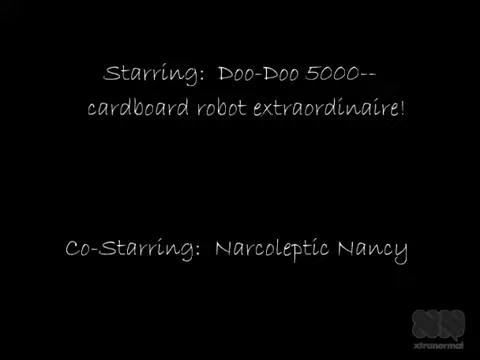 Starring: Doo-Doo 5000--
cardboard robot extraordinaire!
Co-Starring: Narcoleptic Nancy
xtranormal